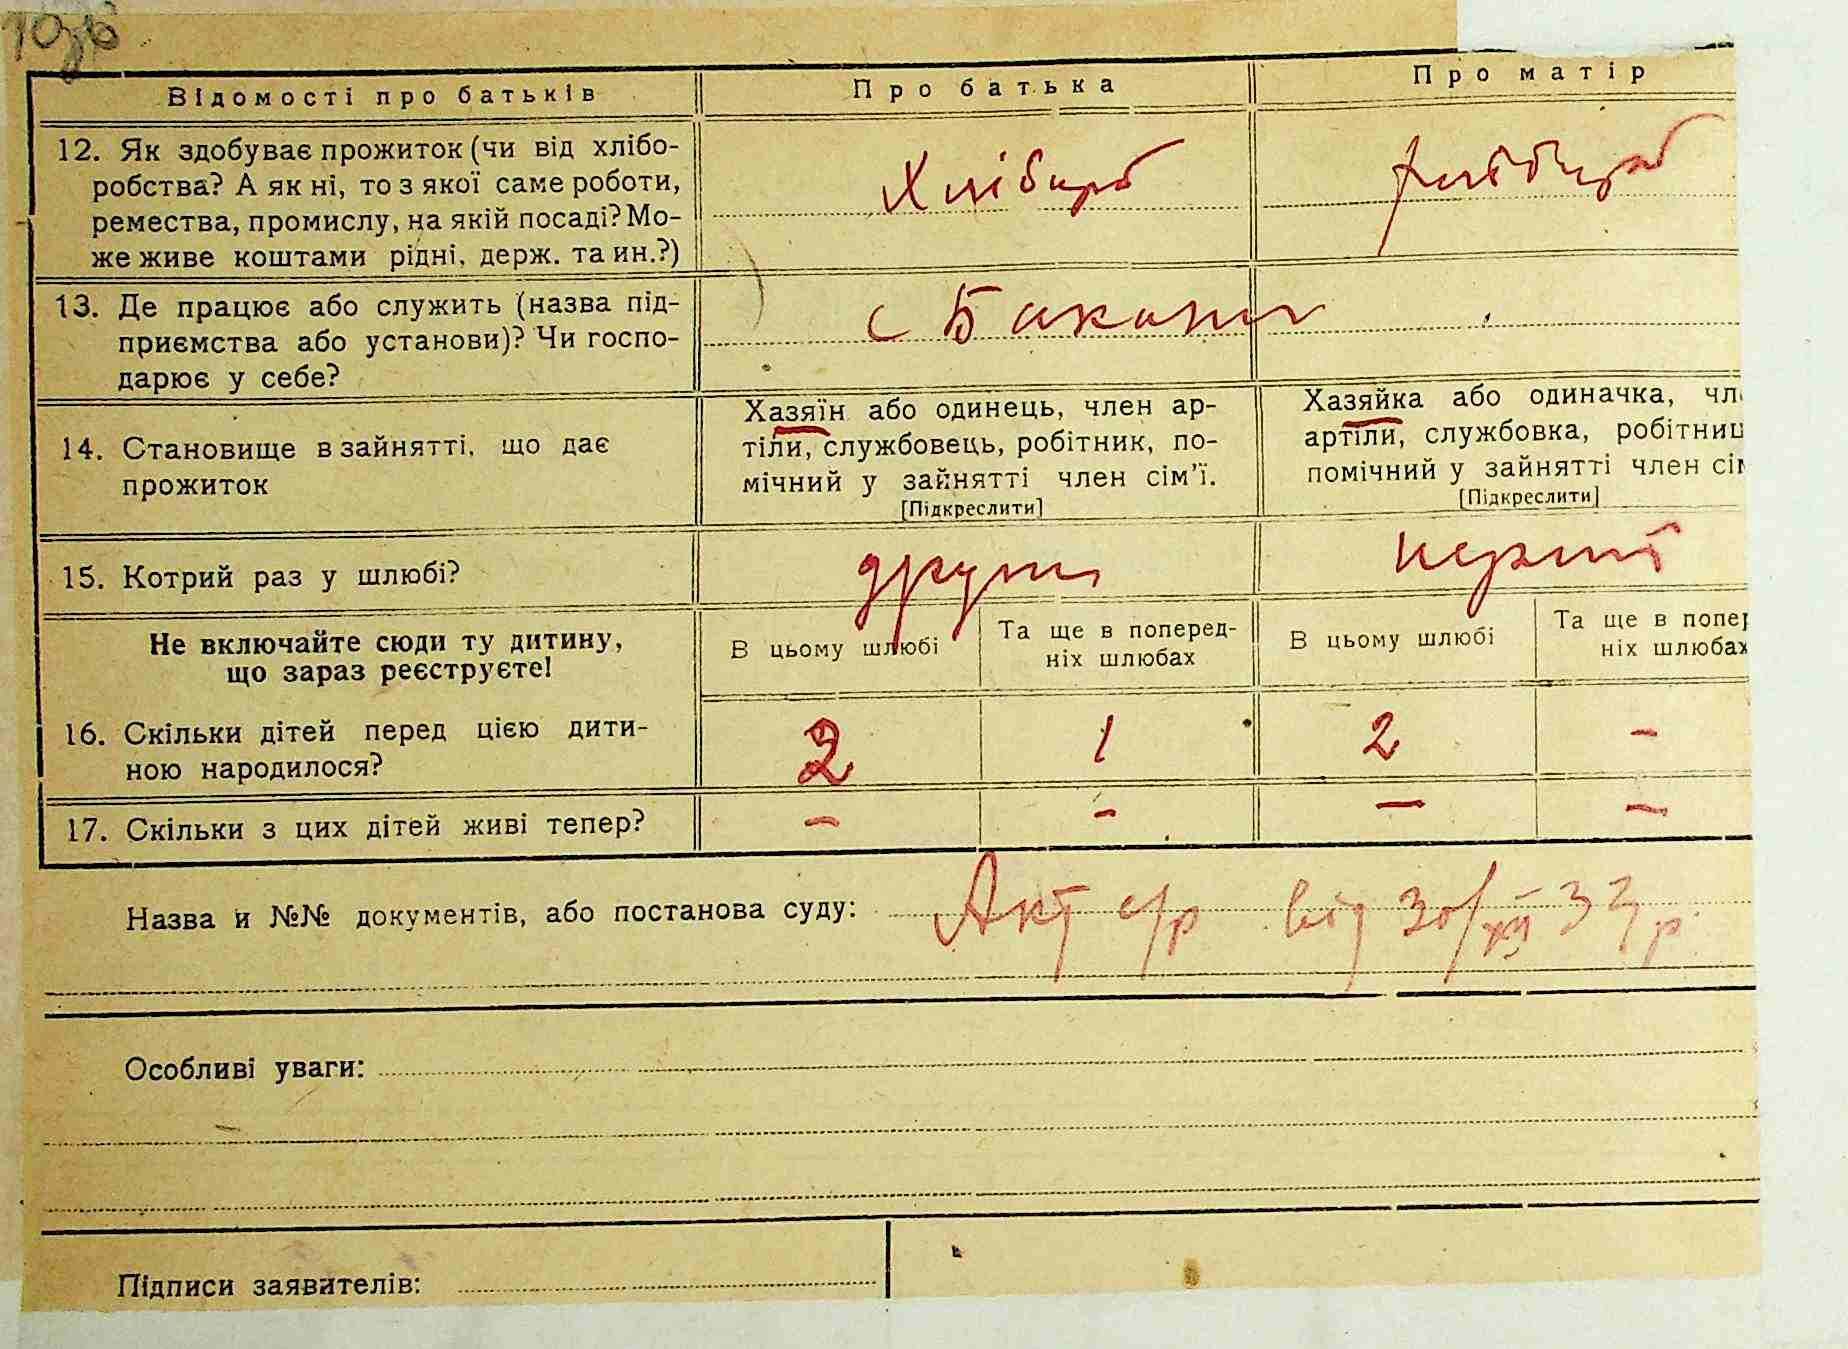 10зв
Відомості про батьків
Про батька
Про матір
12. Як здобуває прожиток (чи від хлібо-
робства? А як ні, то з якої саме роботи,
ремества, промислу, на якій посаді? Мо-
же живе коштами рідні, держ. та ин.?)
Хлібороб
хлібороб
13. Де працює або служить (назва під-
приємства або установи)? Чи госпо-
дарює у себе?
с
14. Становище в зайнятті, що дає
прожиток
Хазяїн або одинець, член ар-
тіли, службовець, робітник, по-
мічний у зайнятті член сім'ї.
[Підкреслити]
Хазяйка або одиначка, чл
артіли, службовка, робітниц
помічний у зайнятті член сім
[Підкреслити]
15. Котрий раз у шлюбі?
другий
перший
Не включайте сюди ту дитину,
що зараз реєструєте!
В цьому шлюбі
Та ще в поперед-
ніх шлюбах
В цьому шлюбі
Та ще в попер
ніх шлюбах
16. Скільки дітей перед цією дити-
ною народилося?
2
1
2
-
17. Скільки з цих дітей живі тепер?
-
-
-
-
Назва и №№ документів, або постанова суду: Акт с/р від 30/XII 32 р.
Особливі уваги:
Підписи заявителів: